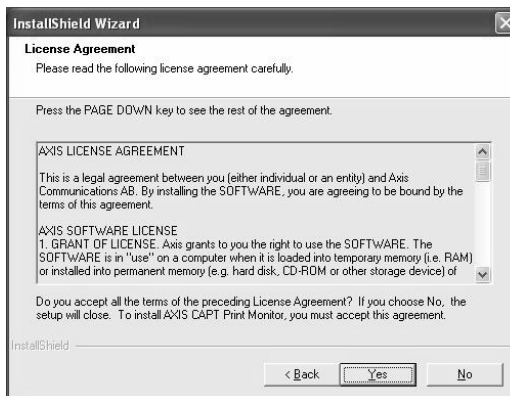 InstallShield Wizard
License Agreement
Please read the following license agreement carefully.
Press the PAGE DOWN key to see the rest of the agreement.
AXIS LICENSE AGREEMENT
This is a legal agreement between you (either individual or an entity) and Axis
Communications AB. By installing the SOFTWARE, you are agreeing to be bound by the
terms of this agreement.
AXIS SOFTWARE LICENSE
1. GRANT OF LICENSE. Axis grants to you the right to use the SOFTWARE. The
SOFTWARE is in "use" on a computer when it is loaded into temporary memory (i.e. RAM)
or installed into permanent memory (e.g. hard disk, CD-ROM or other storage device) of
Do you accept all the terms of the preceding License Agreement? If you choose No, the
setup will close. To install AXIS CAPT Print Monitor, you must accept this agreement.
InstallShield
< Back Yes No